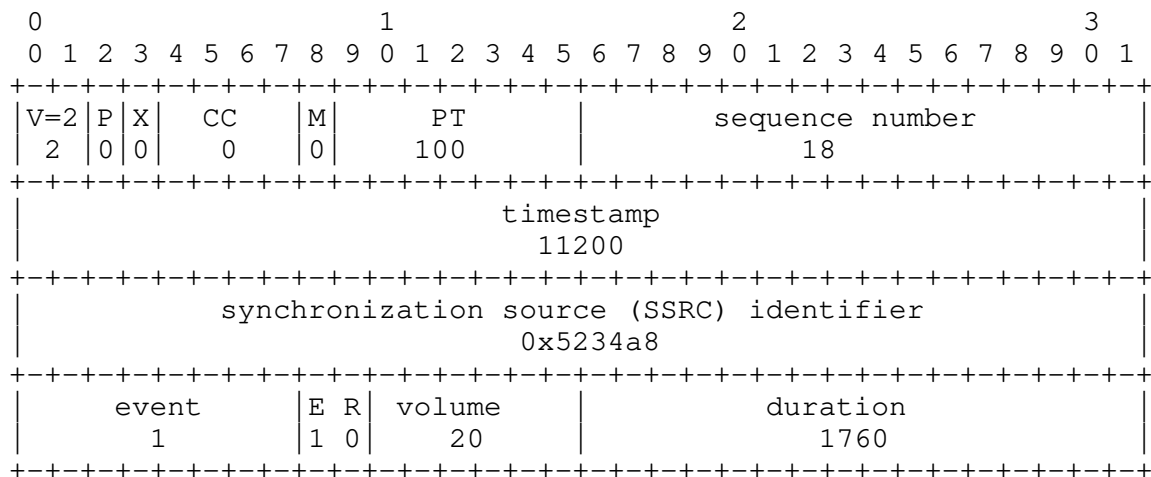 0                   1                   2                   3
 0 1 2 3 4 5 6 7 8 9 0 1 2 3 4 5 6 7 8 9 0 1 2 3 4 5 6 7 8 9 0 1
+-+-+-+-+-+-+-+-+-+-+-+-+-+-+-+-+-+-+-+-+-+-+-+-+-+-+-+-+-+-+-+-+
|V=2|P|X|  CC   |M|     PT      |       sequence number         |
| 2 |0|0|   0   |0|    100      |            18                 |
+-+-+-+-+-+-+-+-+-+-+-+-+-+-+-+-+-+-+-+-+-+-+-+-+-+-+-+-+-+-+-+-+
|                           timestamp                           |
|                             11200                             |
+-+-+-+-+-+-+-+-+-+-+-+-+-+-+-+-+-+-+-+-+-+-+-+-+-+-+-+-+-+-+-+-+
|           synchronization source (SSRC) identifier            |
|                            0x5234a8                           |
+-+-+-+-+-+-+-+-+-+-+-+-+-+-+-+-+-+-+-+-+-+-+-+-+-+-+-+-+-+-+-+-+
|     event     |E R| volume    |          duration             |
|       1       |1 0|    20     |             1760              |
+-+-+-+-+-+-+-+-+-+-+-+-+-+-+-+-+-+-+-+-+-+-+-+-+-+-+-+-+-+-+-+-+